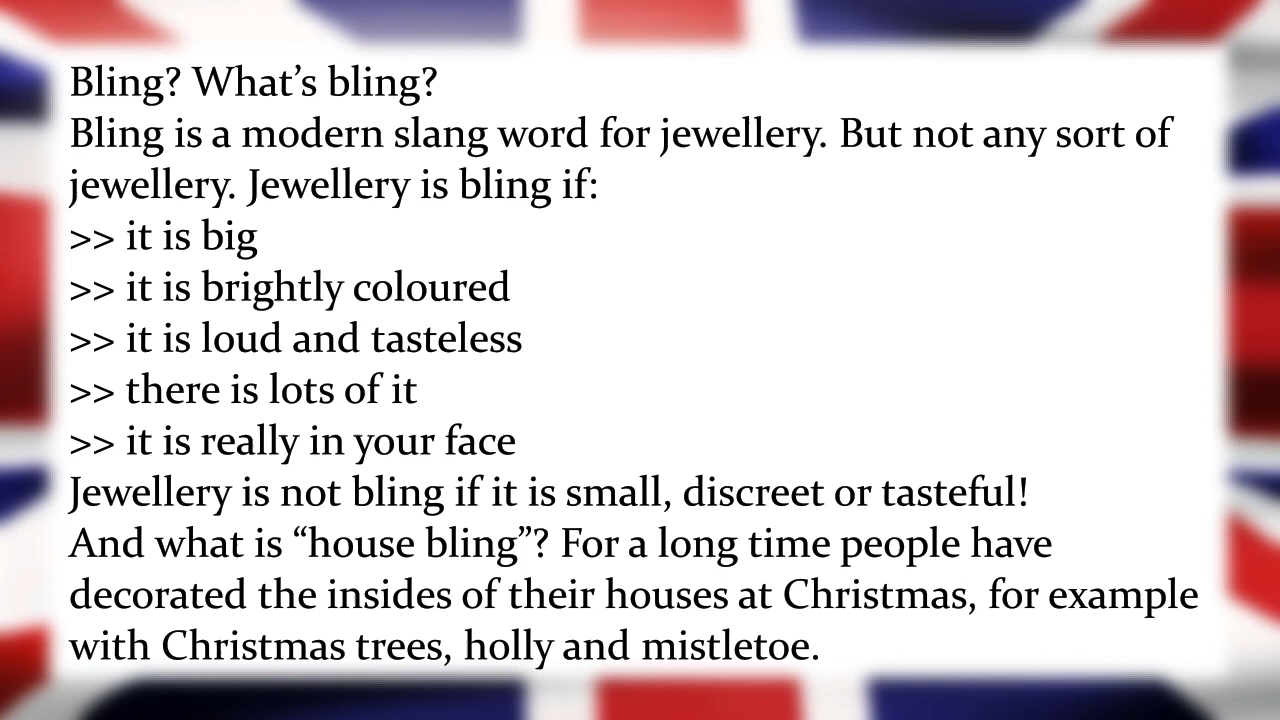 Bling? What’s bling?
Bling is a modern slang word for jewellery. But not any sort of
jewellery. Jewellery is bling if:
>> it is big
>> it is brightly coloured
>> it is loud and tasteless
>> there is lots of it
>> it is really in your face
Jewellery is not bling if it is small, discreet or tasteful!
And what is “house bling”? For a long time people have
decorated the insides of their houses at Christmas, for example
with Christmas trees, holly and mistletoe.